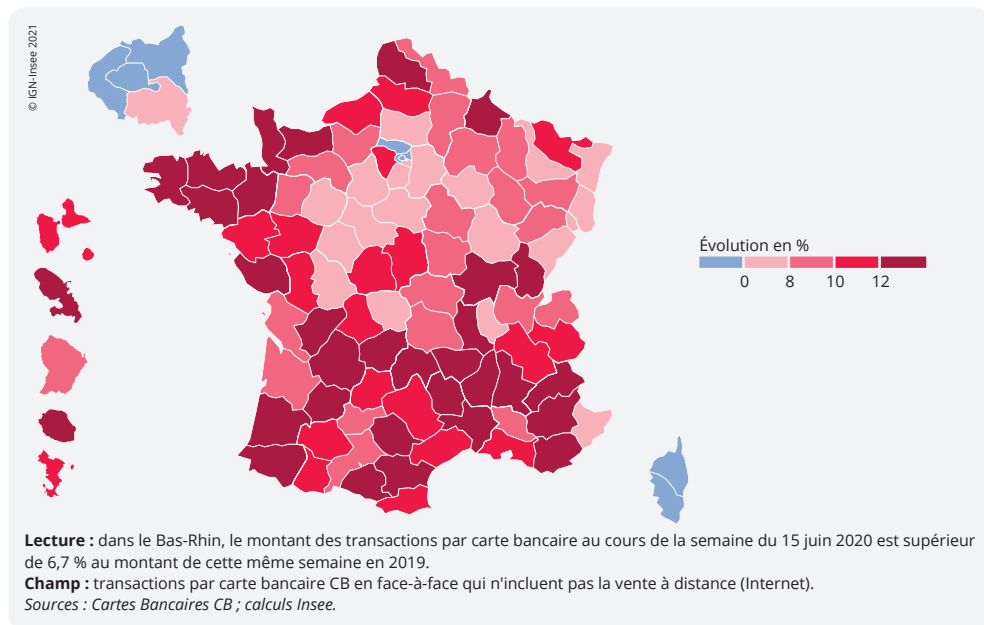 © IGN-Insee 2021
Évolution en %
0 8 10 12
Lecture : dans le Bas-Rhin, le montant des transactions par carte bancaire au cours de la semaine du 15 juin 2020 est supérieur
de 6,7 % au montant de cette même semaine en 2019.
Champ : transactions par carte bancaire CB en face-à-face qui n'incluent pas la vente à distance (Internet).
Sources : Cartes Bancaires CB ; calculs Insee.